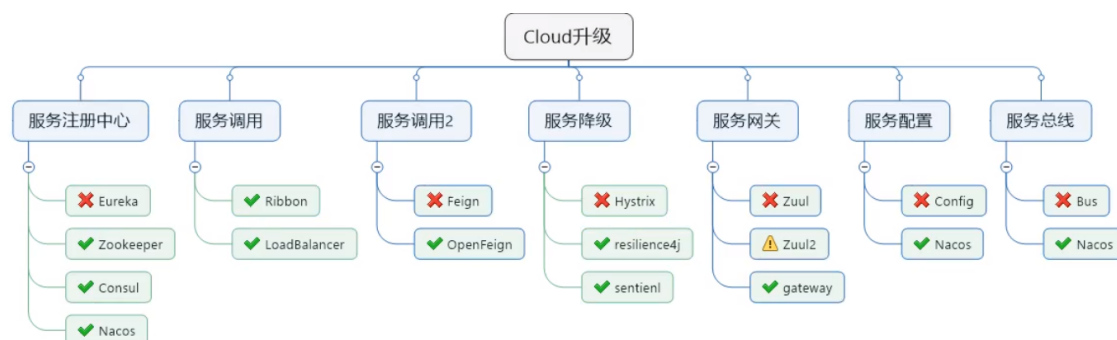 Cloud升级
服务注册中心
服务调用
服务调用2
服务降级
服务网关
服务配置
服务总线
Eureka
Zookeeper
Consul
Nacos
Ribbon
LoadBalancer
Feign
OpenFeign
Hystrix
resilience4j
sentienl
Zuul
Zuul2
gateway
Config
Nacos
Bus
Nacos